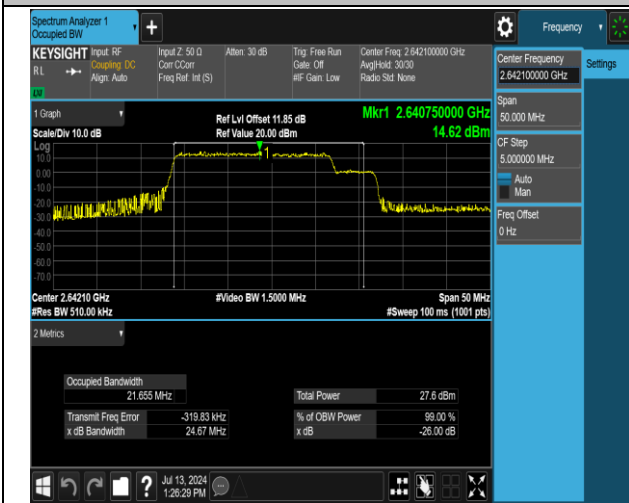 Spectrum Analyzer 1
Occupied BW
+
Frequency
KEYSIGHT
RL
Input: RF
Coupling: DC
Align: Auto
Input Z: 50 Ω
Corr CCorr
Freq Ref: Int (S)
Atten: 30 dB
Trig: Free Run
Gate: Off
#IF Gain: Low
Center Freq: 2.642100000 GHz
Avg|Hold: 30/30
Radio Std: None
Center Frequency
2.642100000 GHz
Settings
Span
50.000 MHz
CF Step
5.000000 MHz
Auto
Man
Freq Offset
0 Hz
1 Graph
Scale/Div 10.0 dB
Ref Lvl Offset 11.85 dB
Ref Value 20.00 dBm
Mkr1 2.640750000 GHz
14.62 dBm
Log
10.0
0.00
-10.0
-20.0
-30.0
-40.0
-50.0
-60.0
-70.0
1
Center 2.64210 GHz
#Res BW 510.00 kHz
#Video BW 1.5000 MHz
Span 50 MHz
#Sweep 100 ms (1001 pts)
2 Metrics
Occupied Bandwidth
21.655 MHz
Total Power 27.6 dBm
Transmit Freq Error -319.83 kHz
% of OBW Power 99.00 %
x dB Bandwidth 24.67 MHz
x dB -26.00 dB
?
Jul 13, 2024
1:26:29 PM